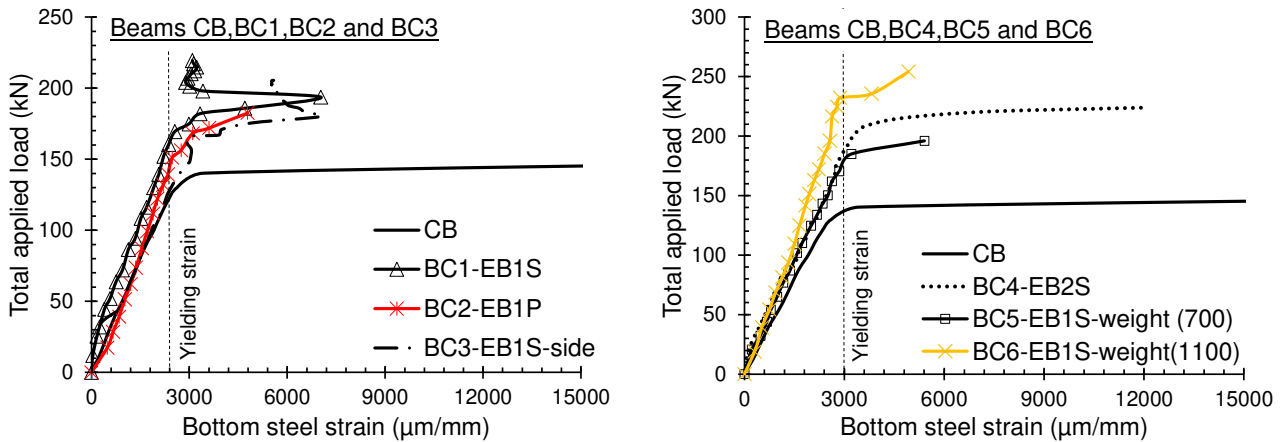 Beams CB,BC1,BC2 and BC3
Total applied load (kN)
250
200
150
100
50
0
Yielding strain
CB
BC1-EB1S
BC2-EB1P
BC3-EB1S-side
0 3000 6000 9000 12000 15000
Bottom steel strain (µm/mm)
Beams CB,BC4,BC5 and BC6
Total applied load (kN)
300
250
200
150
100
50
0
Yielding strain
CB
BC4-EB2S
BC5-EB1S-weight (700)
BC6-EB1S-weight(1100)
0 3000 6000 9000 12000 15000
Bottom steel strain (µm/mm)